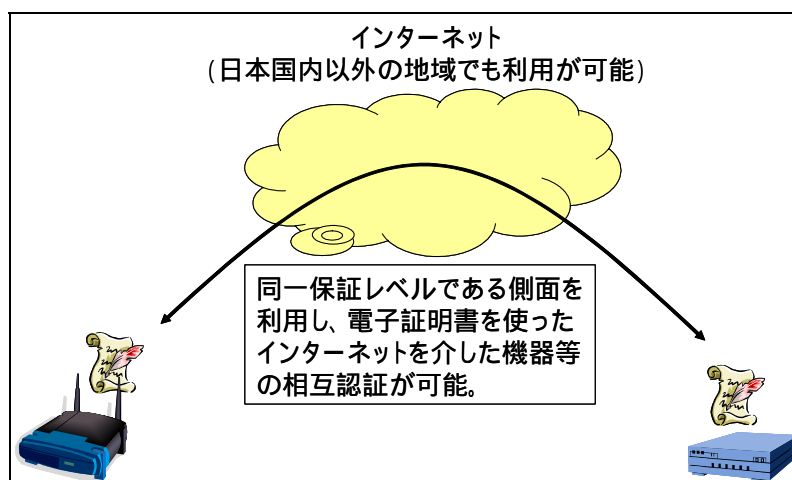 インターネット
(日本国内以外の地域でも利用が可能)
同一保証レベルである側面を
利用し、電子証明書を使った
インターネットを介した機器等
の相互認証が可能。